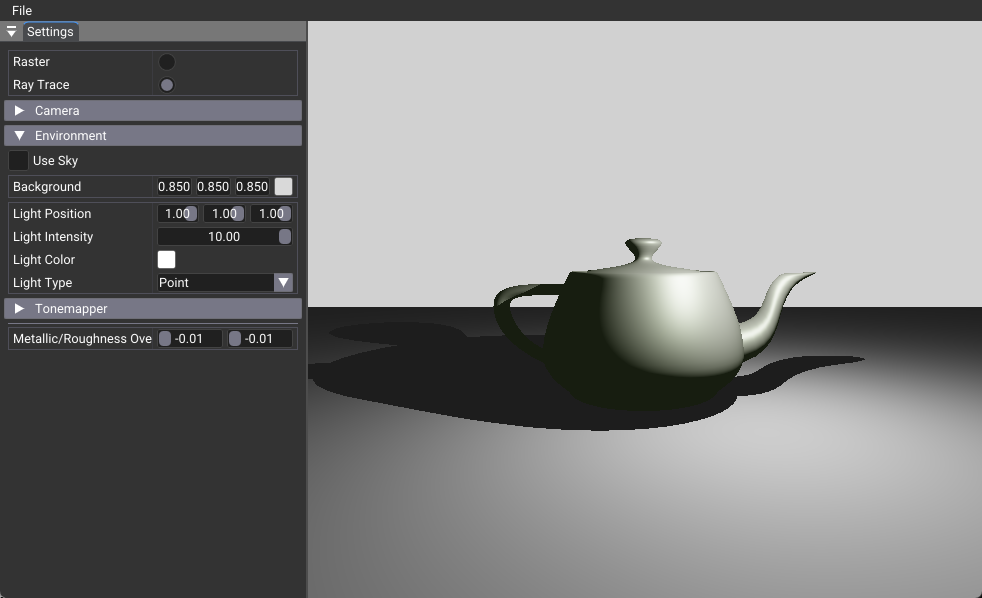 File
Settings
Raster
Ray Trace
Camera
Environment
Use Sky
Background 0.850 0.850 0.850
Light Position 1.00 1.00 1.00
Light Intensity 10.00
Light Color
Light Type Point
Tonemapper
Metallic/Roughness Ove -0.01 -0.01